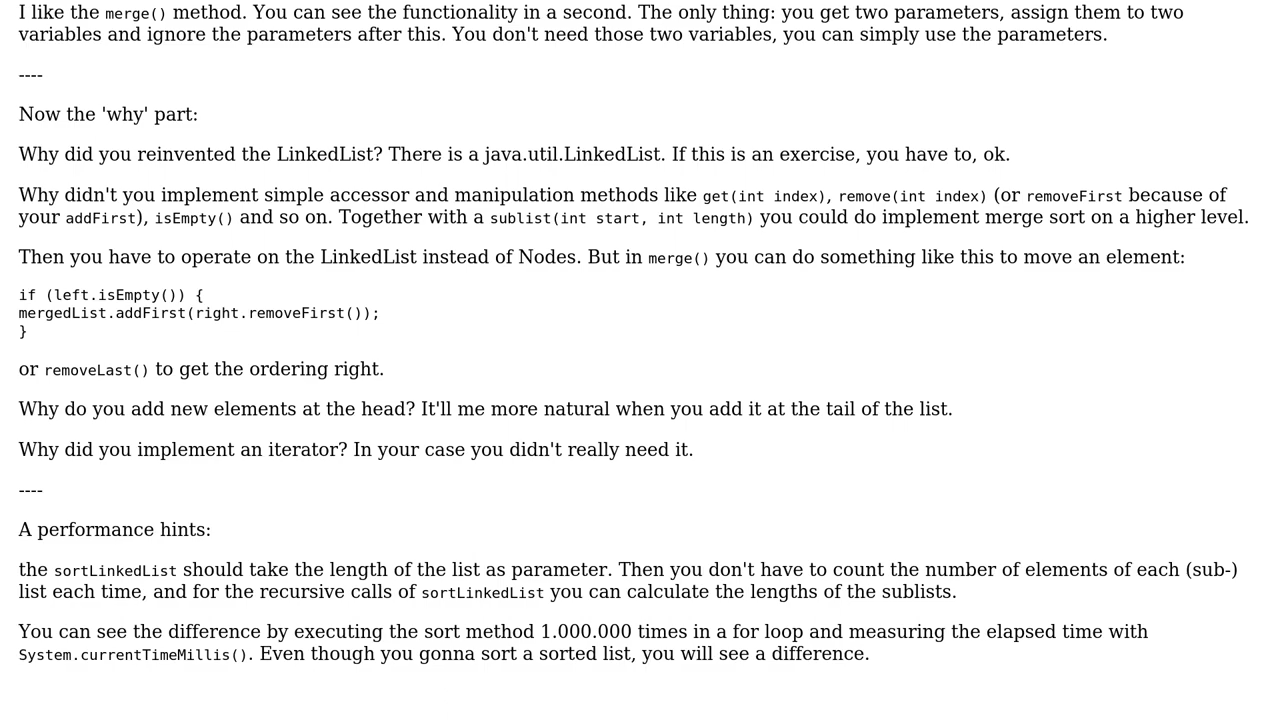 I like the merge() method. You can see the functionality in a second. The only thing: you get two parameters, assign them to two
variables and ignore the parameters after this. You don't need those two variables, you can simply use the parameters.
----
Now the 'why' part:
Why did you reinvented the LinkedList? There is a java.util.LinkedList. If this is an exercise, you have to, ok.
Why didn't you implement simple accessor and manipulation methods like get(int index), remove(int index) (or removeFirst because of
your addFirst), isEmpty() and so on. Together with a sublist(int start, int length) you could do implement merge sort on a higher level.
Then you have to operate on the LinkedList instead of Nodes. But in merge() you can do something like this to move an element:
if (left.isEmpty()) {
mergedList.addFirst(right.removeFirst());
}
or removeLast() to get the ordering right.
Why do you add new elements at the head? It'll me more natural when you add it at the tail of the list.
Why did you implement an iterator? In your case you didn't really need it.
----
A performance hints:
the sortLinkedList should take the length of the list as parameter. Then you don't have to count the number of elements of each (sub-)
list each time, and for the recursive calls of sortLinkedList you can calculate the lengths of the sublists.
You can see the difference by executing the sort method 1.000.000 times in a for loop and measuring the elapsed time with
System.currentTimeMillis(). Even though you gonna sort a sorted list, you will see a difference.